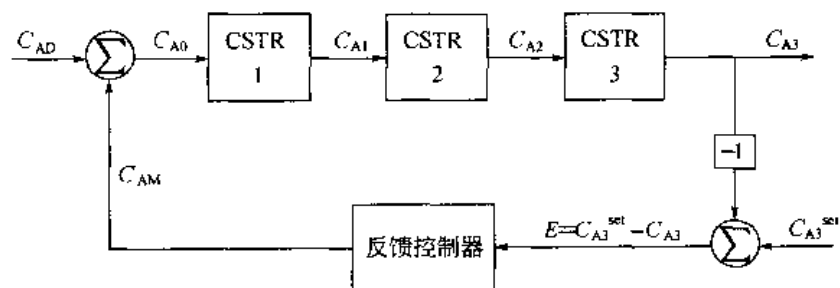 C_AD
Σ
C_A0
CSTR
1
C_A1
CSTR
2
C_A2
CSTR
3
C_A3
−1
C_AM
反馈控制器
E=C_A3^set−C_A3
Σ
C_A3^set